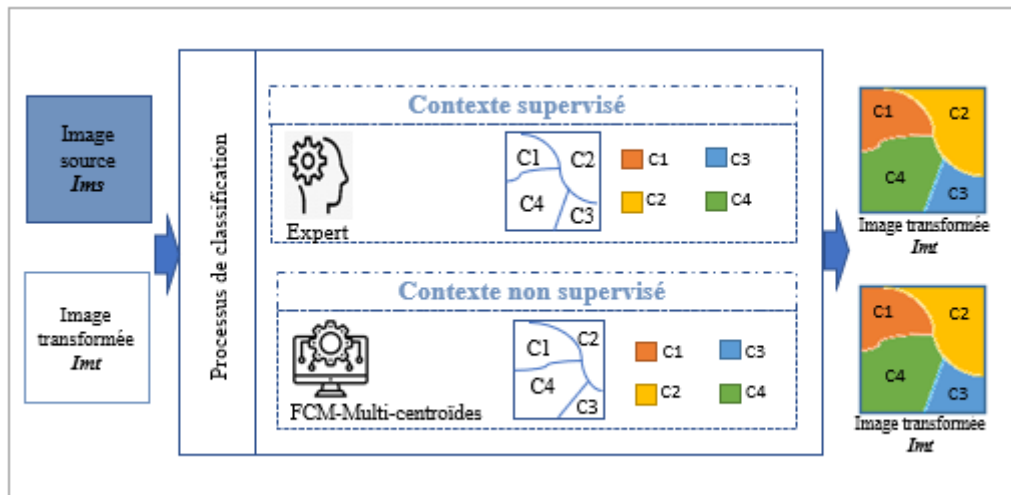 Image
source
Ims
Image
transformée
Imt
Processus de classification
Contexte supervisé
Expert
C1
C2
C4
C3
C1
C3
C2
C4
Contexte non supervisé
FCM-Multi-centroïdes
C1
C2
C4
C3
C1
C3
C2
C4
C1
C2
C4
C3
Image transformée
Imt
C1
C2
C4
C3
Image transformée
Imt